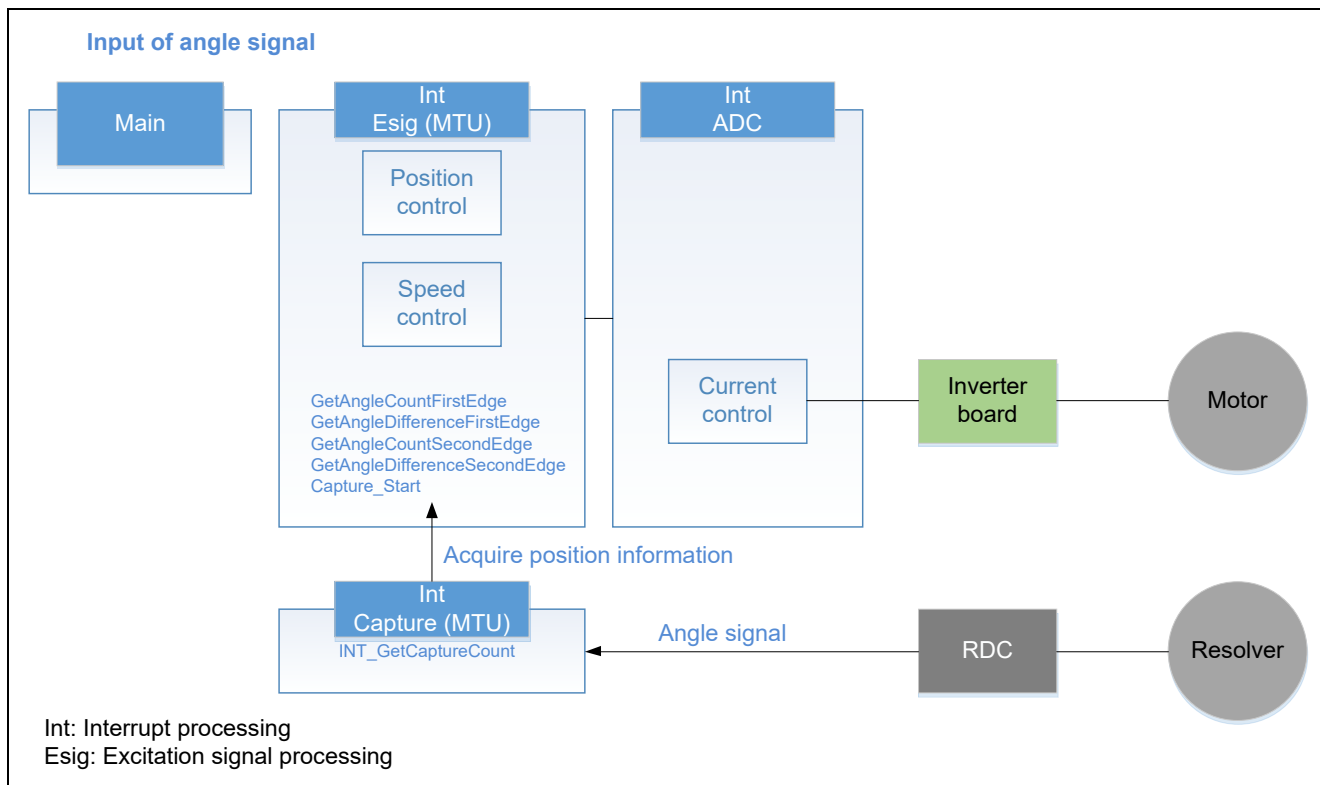 Input of angle signal
Main
Int
Esig (MTU)
Int
ADC
Position
control
Speed
control
GetAngleCountFirstEdge
GetAngleDifferenceFirstEdge
GetAngleCountSecondEdge
GetAngleDifferenceSecondEdge
Capture_Start
Current
control
Inverter
board
Motor
Acquire position information
Int
Capture (MTU)
INT_GetCaptureCount
Angle signal
RDC
Resolver
Int: Interrupt processing
Esig: Excitation signal processing